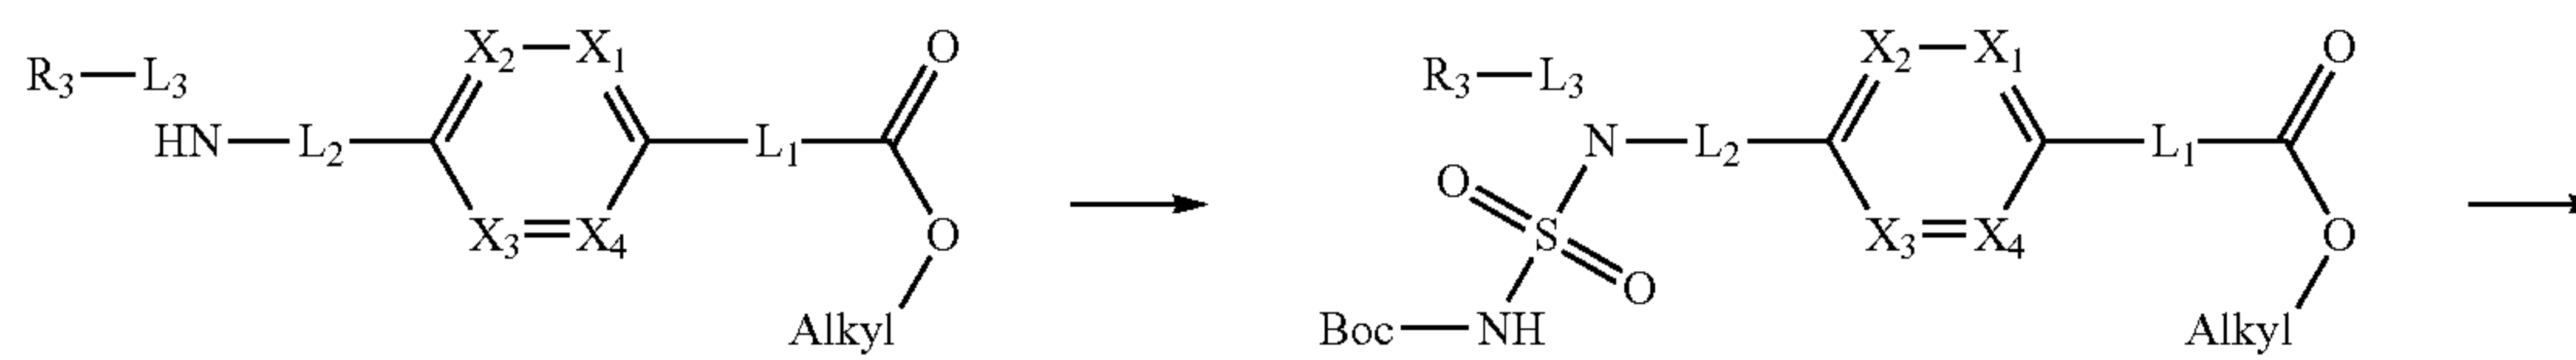 X₂ X₁ O X₂ X₁ O
R₃ L₃ R₃ L₃
HN L₂ L₁ N L₂ L₁
O
X₃ X₄ O S X₃ X₄ O
O
Alkyl Boc NH Alkyl